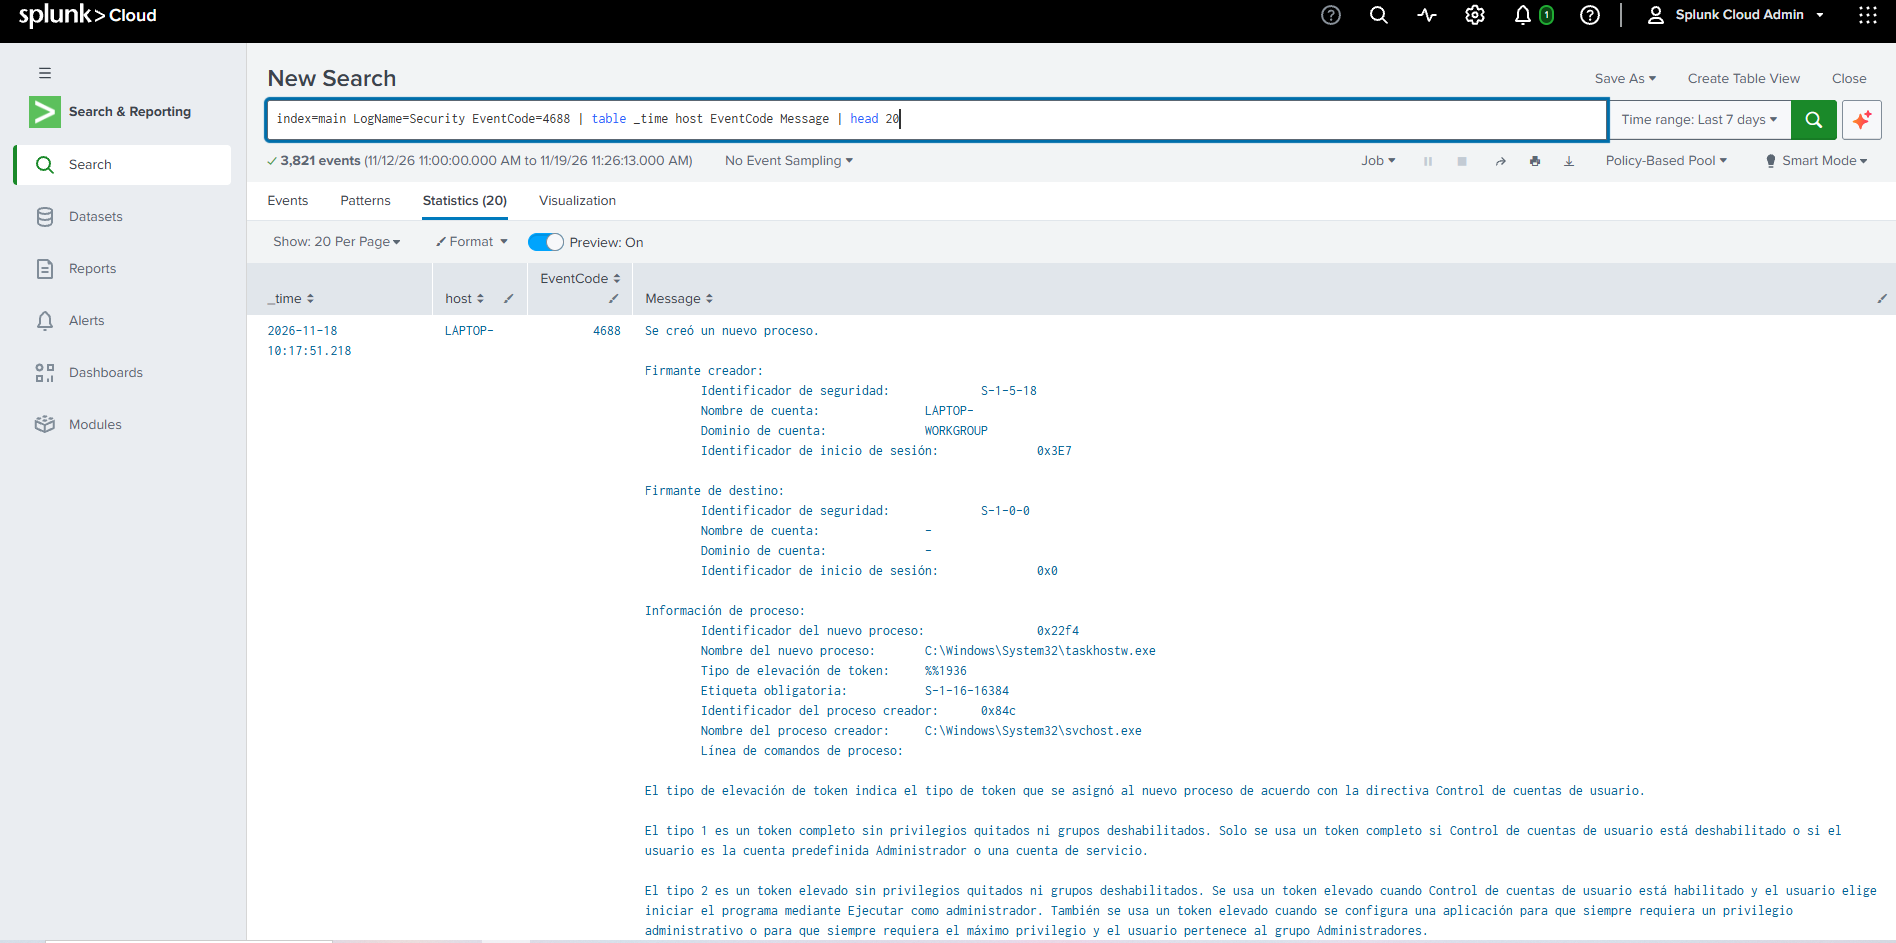 splunk> Cloud
1
Splunk Cloud Admin
Search & Reporting
Search
Datasets
Reports
Alerts
Dashboards
Modules
New Search
Save As
Create Table View
Close
index=main LogName=Security EventCode=4688 | table _time host EventCode Message | head 20
Time range: Last 7 days
3,821 events (11/12/26 11:00:00.000 AM to 11/19/26 11:26:13.000 AM)
No Event Sampling
Job
Policy-Based Pool
Smart Mode
Events
Patterns
Statistics (20)
Visualization
Show: 20 Per Page
Format
Preview: On
_time
host
EventCode
Message
2026-11-18
10:17:51.218
LAPTOP-
4688
Se creó un nuevo proceso.
Firmante creador:
Identificador de seguridad: S-1-5-18
Nombre de cuenta: LAPTOP-
Dominio de cuenta: WORKGROUP
Identificador de inicio de sesión: 0x3E7
Firmante de destino:
Identificador de seguridad: S-1-0-0
Nombre de cuenta: -
Dominio de cuenta: -
Identificador de inicio de sesión: 0x0
Información de proceso:
Identificador del nuevo proceso: 0x22f4
Nombre del nuevo proceso: C:\Windows\System32\taskhostw.exe
Tipo de elevación de token: %%1936
Etiqueta obligatoria: S-1-16-16384
Identificador del proceso creador: 0x84c
Nombre del proceso creador: C:\Windows\System32\svchost.exe
Línea de comandos de proceso:
El tipo de elevación de token indica el tipo de token que se asignó al nuevo proceso de acuerdo con la directiva Control de cuentas de usuario.
El tipo 1 es un token completo sin privilegios quitados ni grupos deshabilitados. Solo se usa un token completo si Control de cuentas de usuario está deshabilitado o si el
usuario es la cuenta predefinida Administrador o una cuenta de servicio.
El tipo 2 es un token elevado sin privilegios quitados ni grupos deshabilitados. Se usa un token elevado cuando Control de cuentas de usuario está habilitado y el usuario elige
iniciar el programa mediante Ejecutar como administrador. También se usa un token elevado cuando se configura una aplicación para que siempre requiera un privilegio
administrativo o para que siempre requiera el máximo privilegio y el usuario pertenece al grupo Administradores.